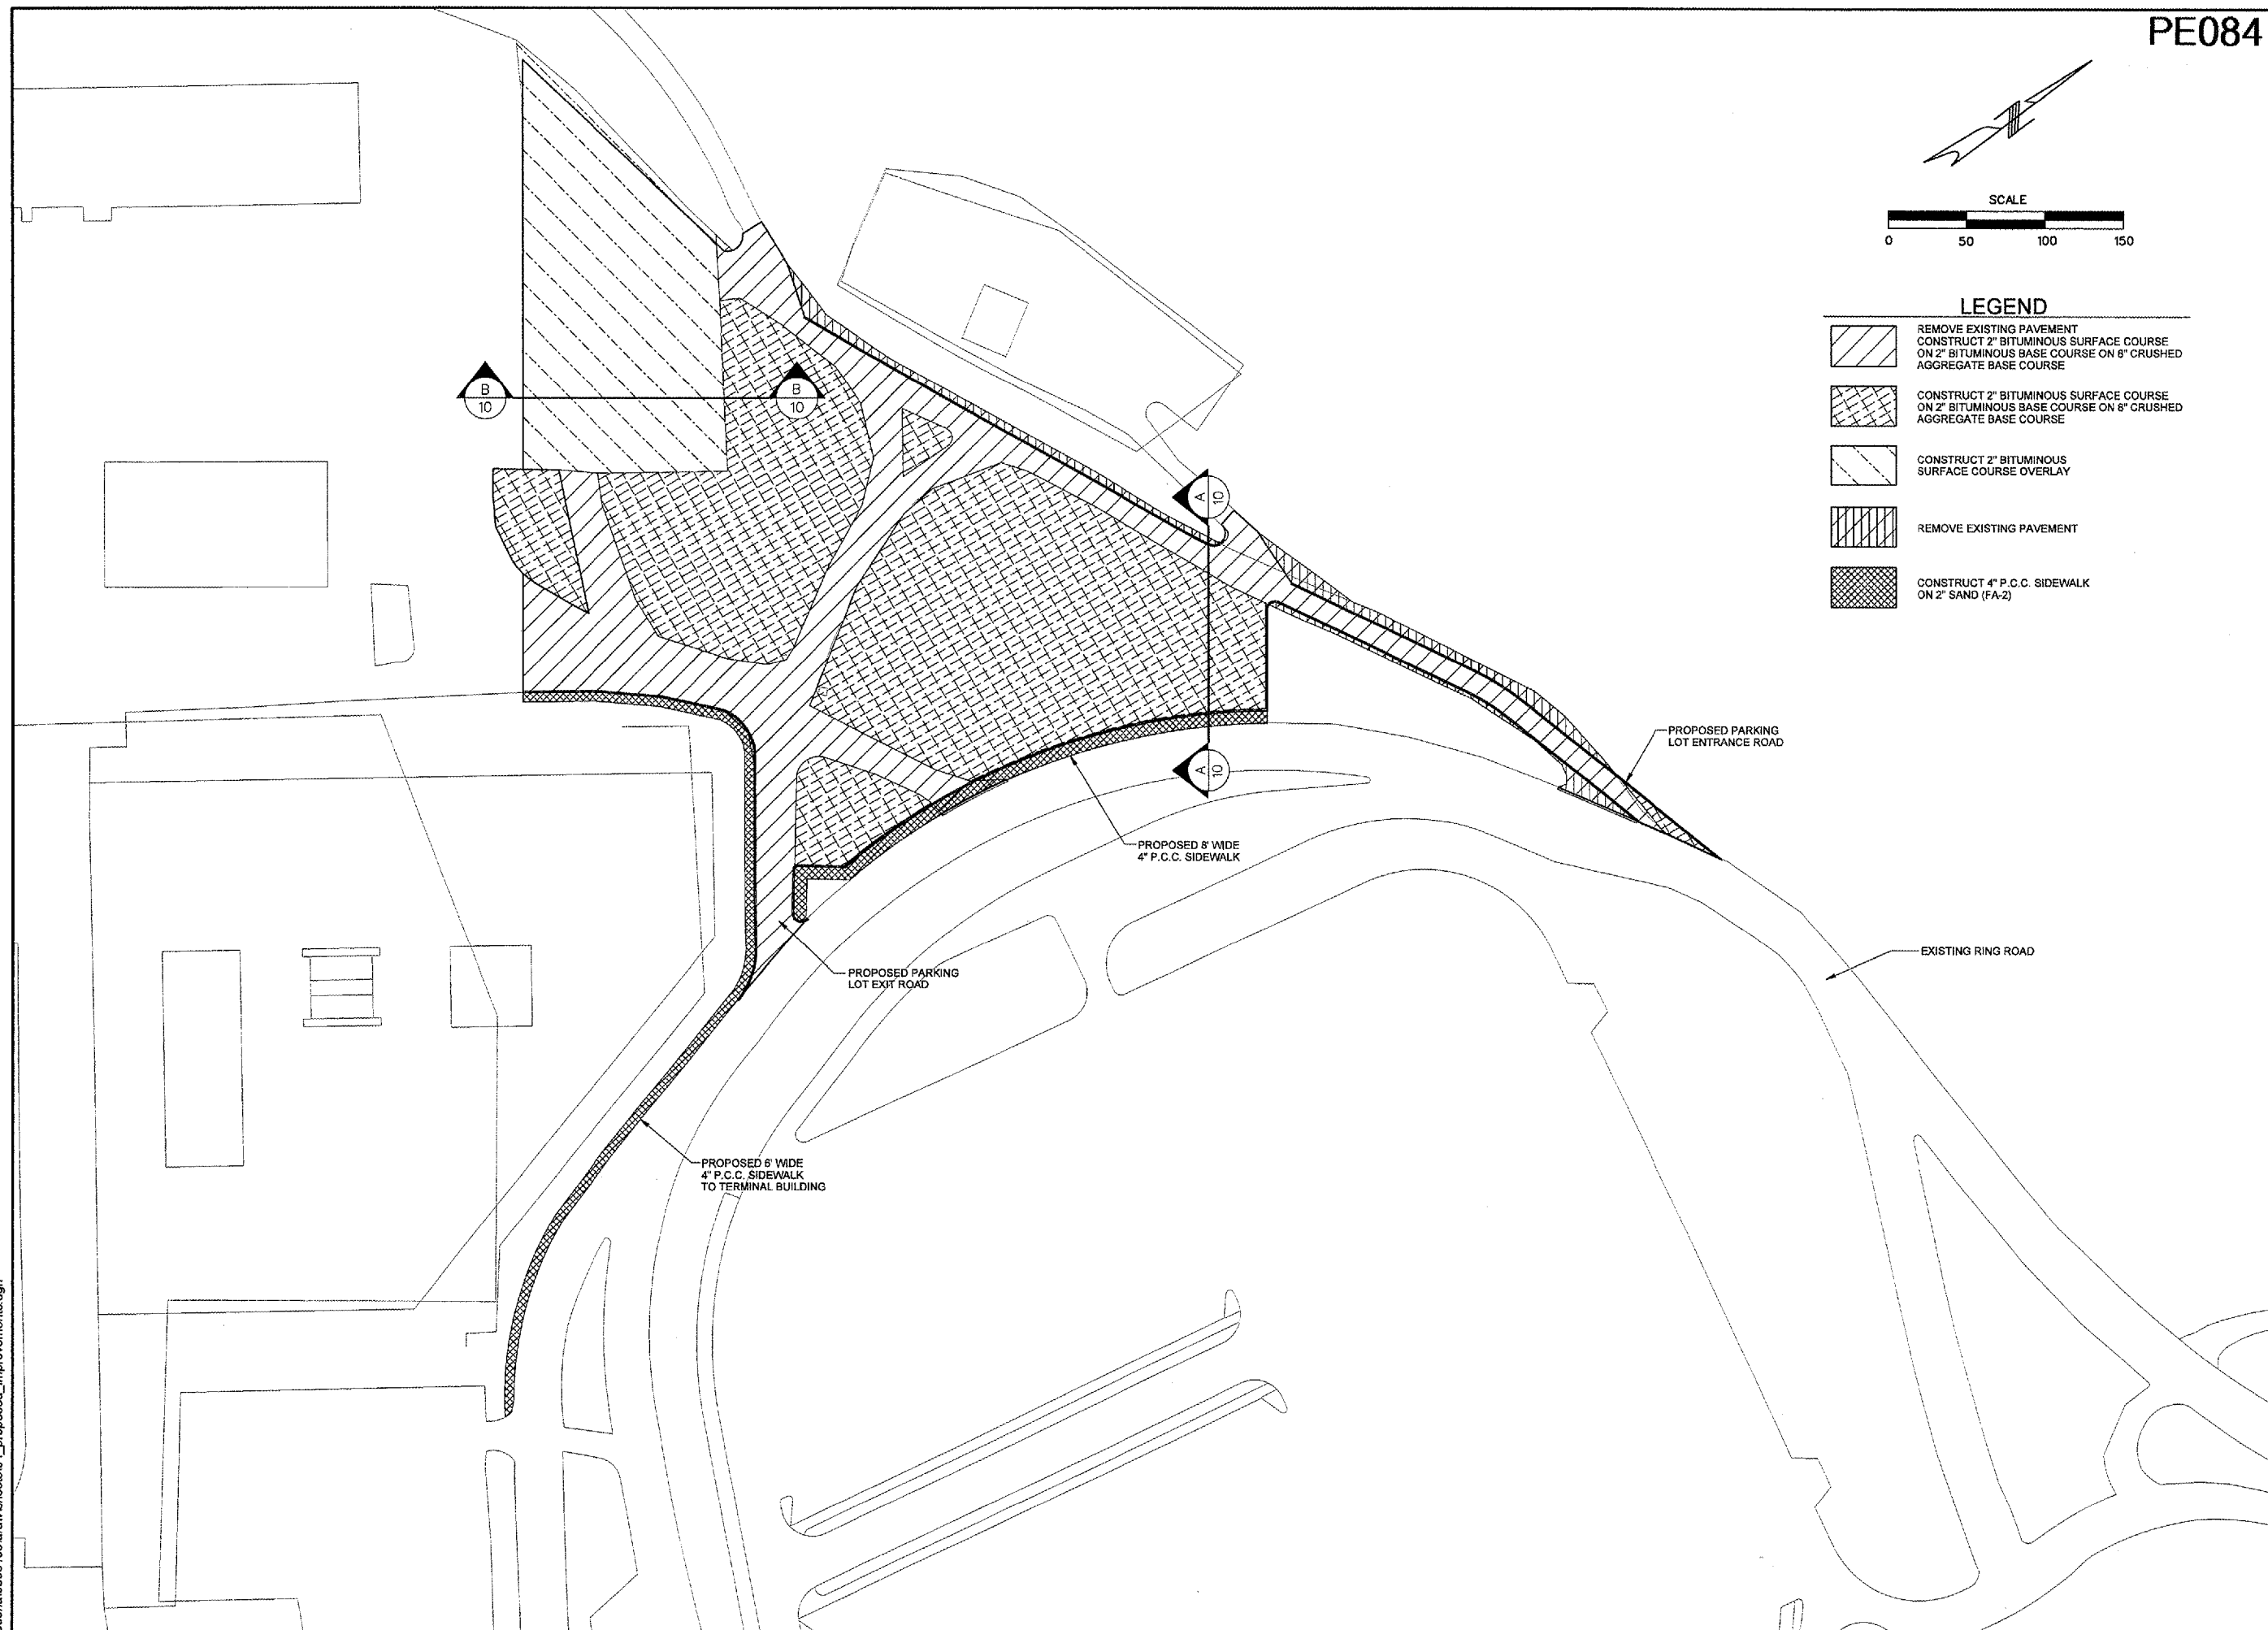 PE084
SCALE
0 50 100 150
LEGEND
REMOVE EXISTING PAVEMENT
CONSTRUCT 2" BITUMINOUS SURFACE COURSE
ON 2" BITUMINOUS BASE COURSE ON 8" CRUSHED
AGGREGATE BASE COURSE
CONSTRUCT 2" BITUMINOUS SURFACE COURSE
ON 2" BITUMINOUS BASE COURSE ON 8" CRUSHED
AGGREGATE BASE COURSE
CONSTRUCT 2" BITUMINOUS
SURFACE COURSE OVERLAY
REMOVE EXISTING PAVEMENT
CONSTRUCT 4" P.C.C. SIDEWALK
ON 2" SAND (FA-2)
B
10
B
10
A
10
A
10
PROPOSED PARKING
LOT ENTRANCE ROAD
PROPOSED 8' WIDE
4" P.C.C. SIDEWALK
EXISTING RING ROAD
PROPOSED PARKING
LOT EXIT ROAD
PROPOSED 6' WIDE
4" P.C.C. SIDEWALK
TO TERMINAL BUILDING